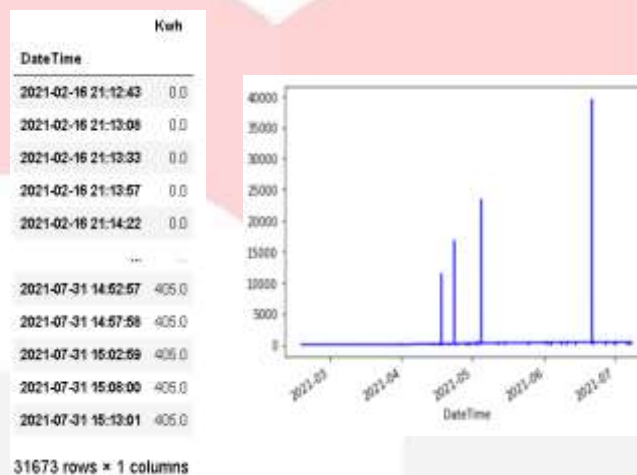 Kwh
DateTime
2021-02-16 21:12:43 0.0
2021-02-16 21:13:08 0.0
2021-02-16 21:13:33 0.0
2021-02-16 21:13:57 0.0
2021-02-16 21:14:22 0.0
... ...
2021-07-31 14:52:57 405.0
2021-07-31 14:57:58 405.0
2021-07-31 15:02:59 405.0
2021-07-31 15:08:00 405.0
2021-07-31 15:13:01 405.0
31673 rows × 1 columns
40000
35000
30000
25000
20000
15000
10000
5000
0
2021-03
2021-04
2021-05
2021-06
2021-07
DateTime